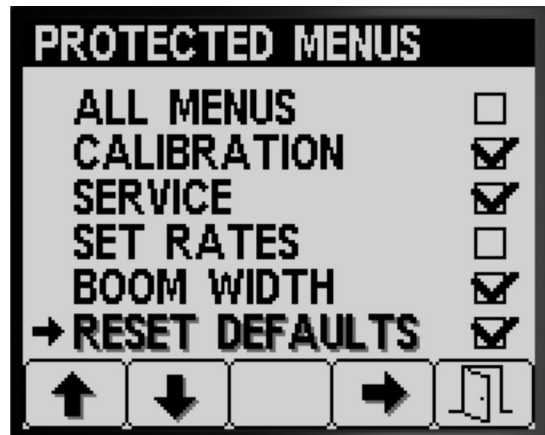 PROTECTED MENUS
ALL MENUS
CALIBRATION
SERVICE
SET RATES
BOOM WIDTH
RESET DEFAULTS